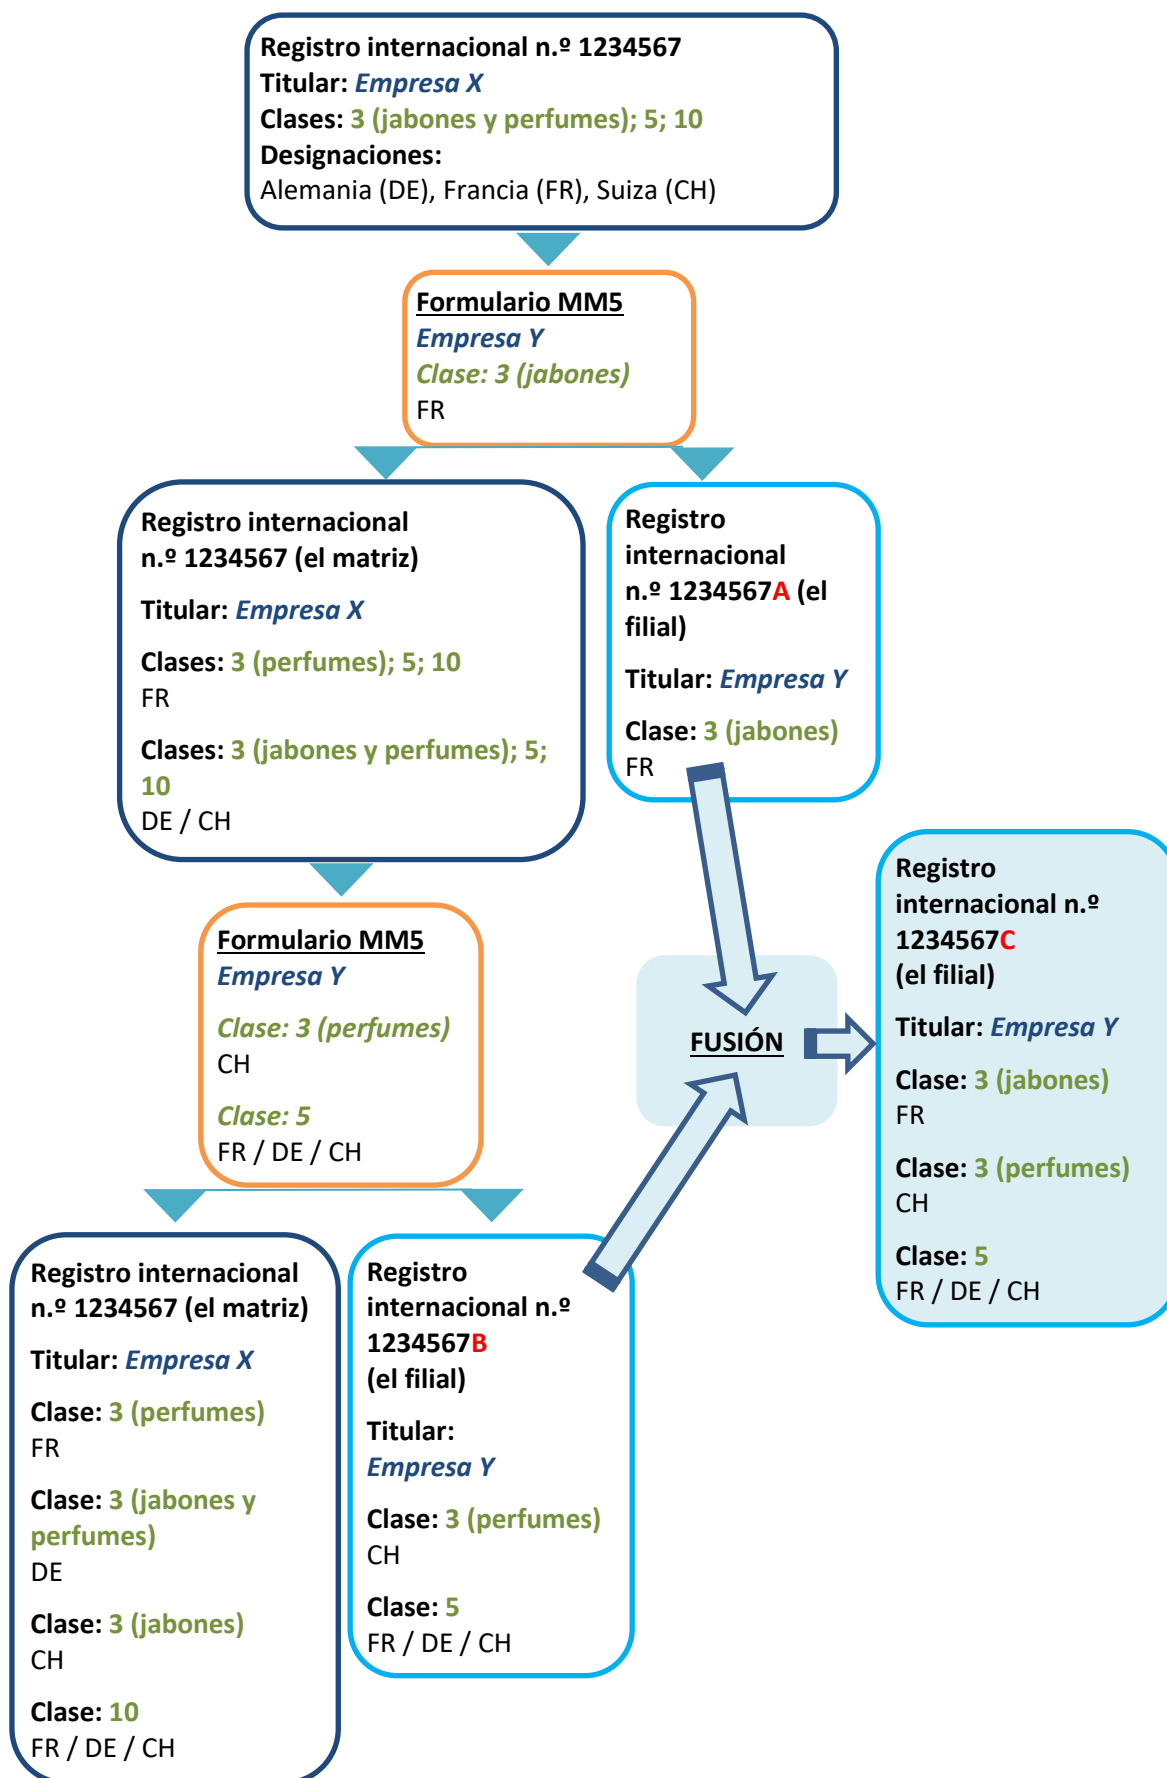 Registro internacional n.º 1234567
Titular: Empresa X
Clases: 3 (jabones y perfumes); 5; 10
Designaciones:
Alemania (DE), Francia (FR), Suiza (CH)
Formulario MM5
Empresa Y
Clase: 3 (jabones)
FR
Registro internacional
n.º 1234567 (el matriz)
Titular: Empresa X
Clases: 3 (perfumes); 5; 10
FR
Clases: 3 (jabones y perfumes); 5;
10
DE / CH
Registro
internacional
n.º 1234567A (el
filial)
Titular: Empresa Y
Clase: 3 (jabones)
FR
Formulario MM5
Empresa Y
Clase: 3 (perfumes)
CH
Clase: 5
FR / DE / CH
FUSIÓN
Registro
internacional n.º
1234567C
(el filial)
Titular: Empresa Y
Clase: 3 (jabones)
FR
Clase: 3 (perfumes)
CH
Clase: 5
FR / DE / CH
Registro internacional
n.º 1234567 (el matriz)
Titular: Empresa X
Clase: 3 (perfumes)
FR
Clase: 3 (jabones y
perfumes)
DE
Clase: 3 (jabones)
CH
Clase: 10
FR / DE / CH
Registro
internacional n.º
1234567B
(el filial)
Titular:
Empresa Y
Clase: 3 (perfumes)
CH
Clase: 5
FR / DE / CH